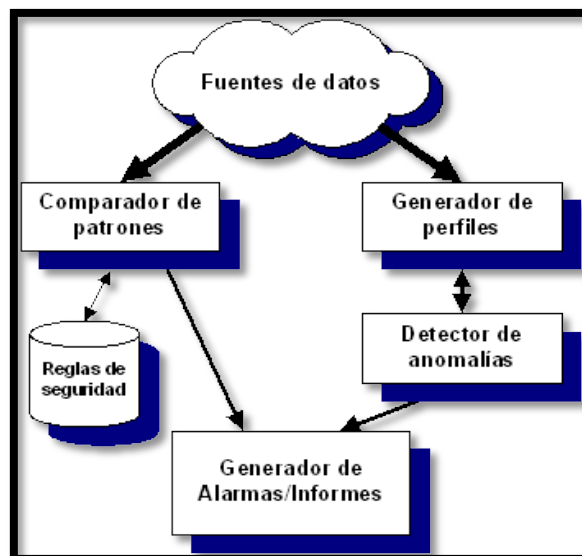 Fuentes de datos
Comparador de
patrones
Generador de
perfiles
Reglas de
seguridad
Detector de
anomalías
Generador de
Alarmas/Informes